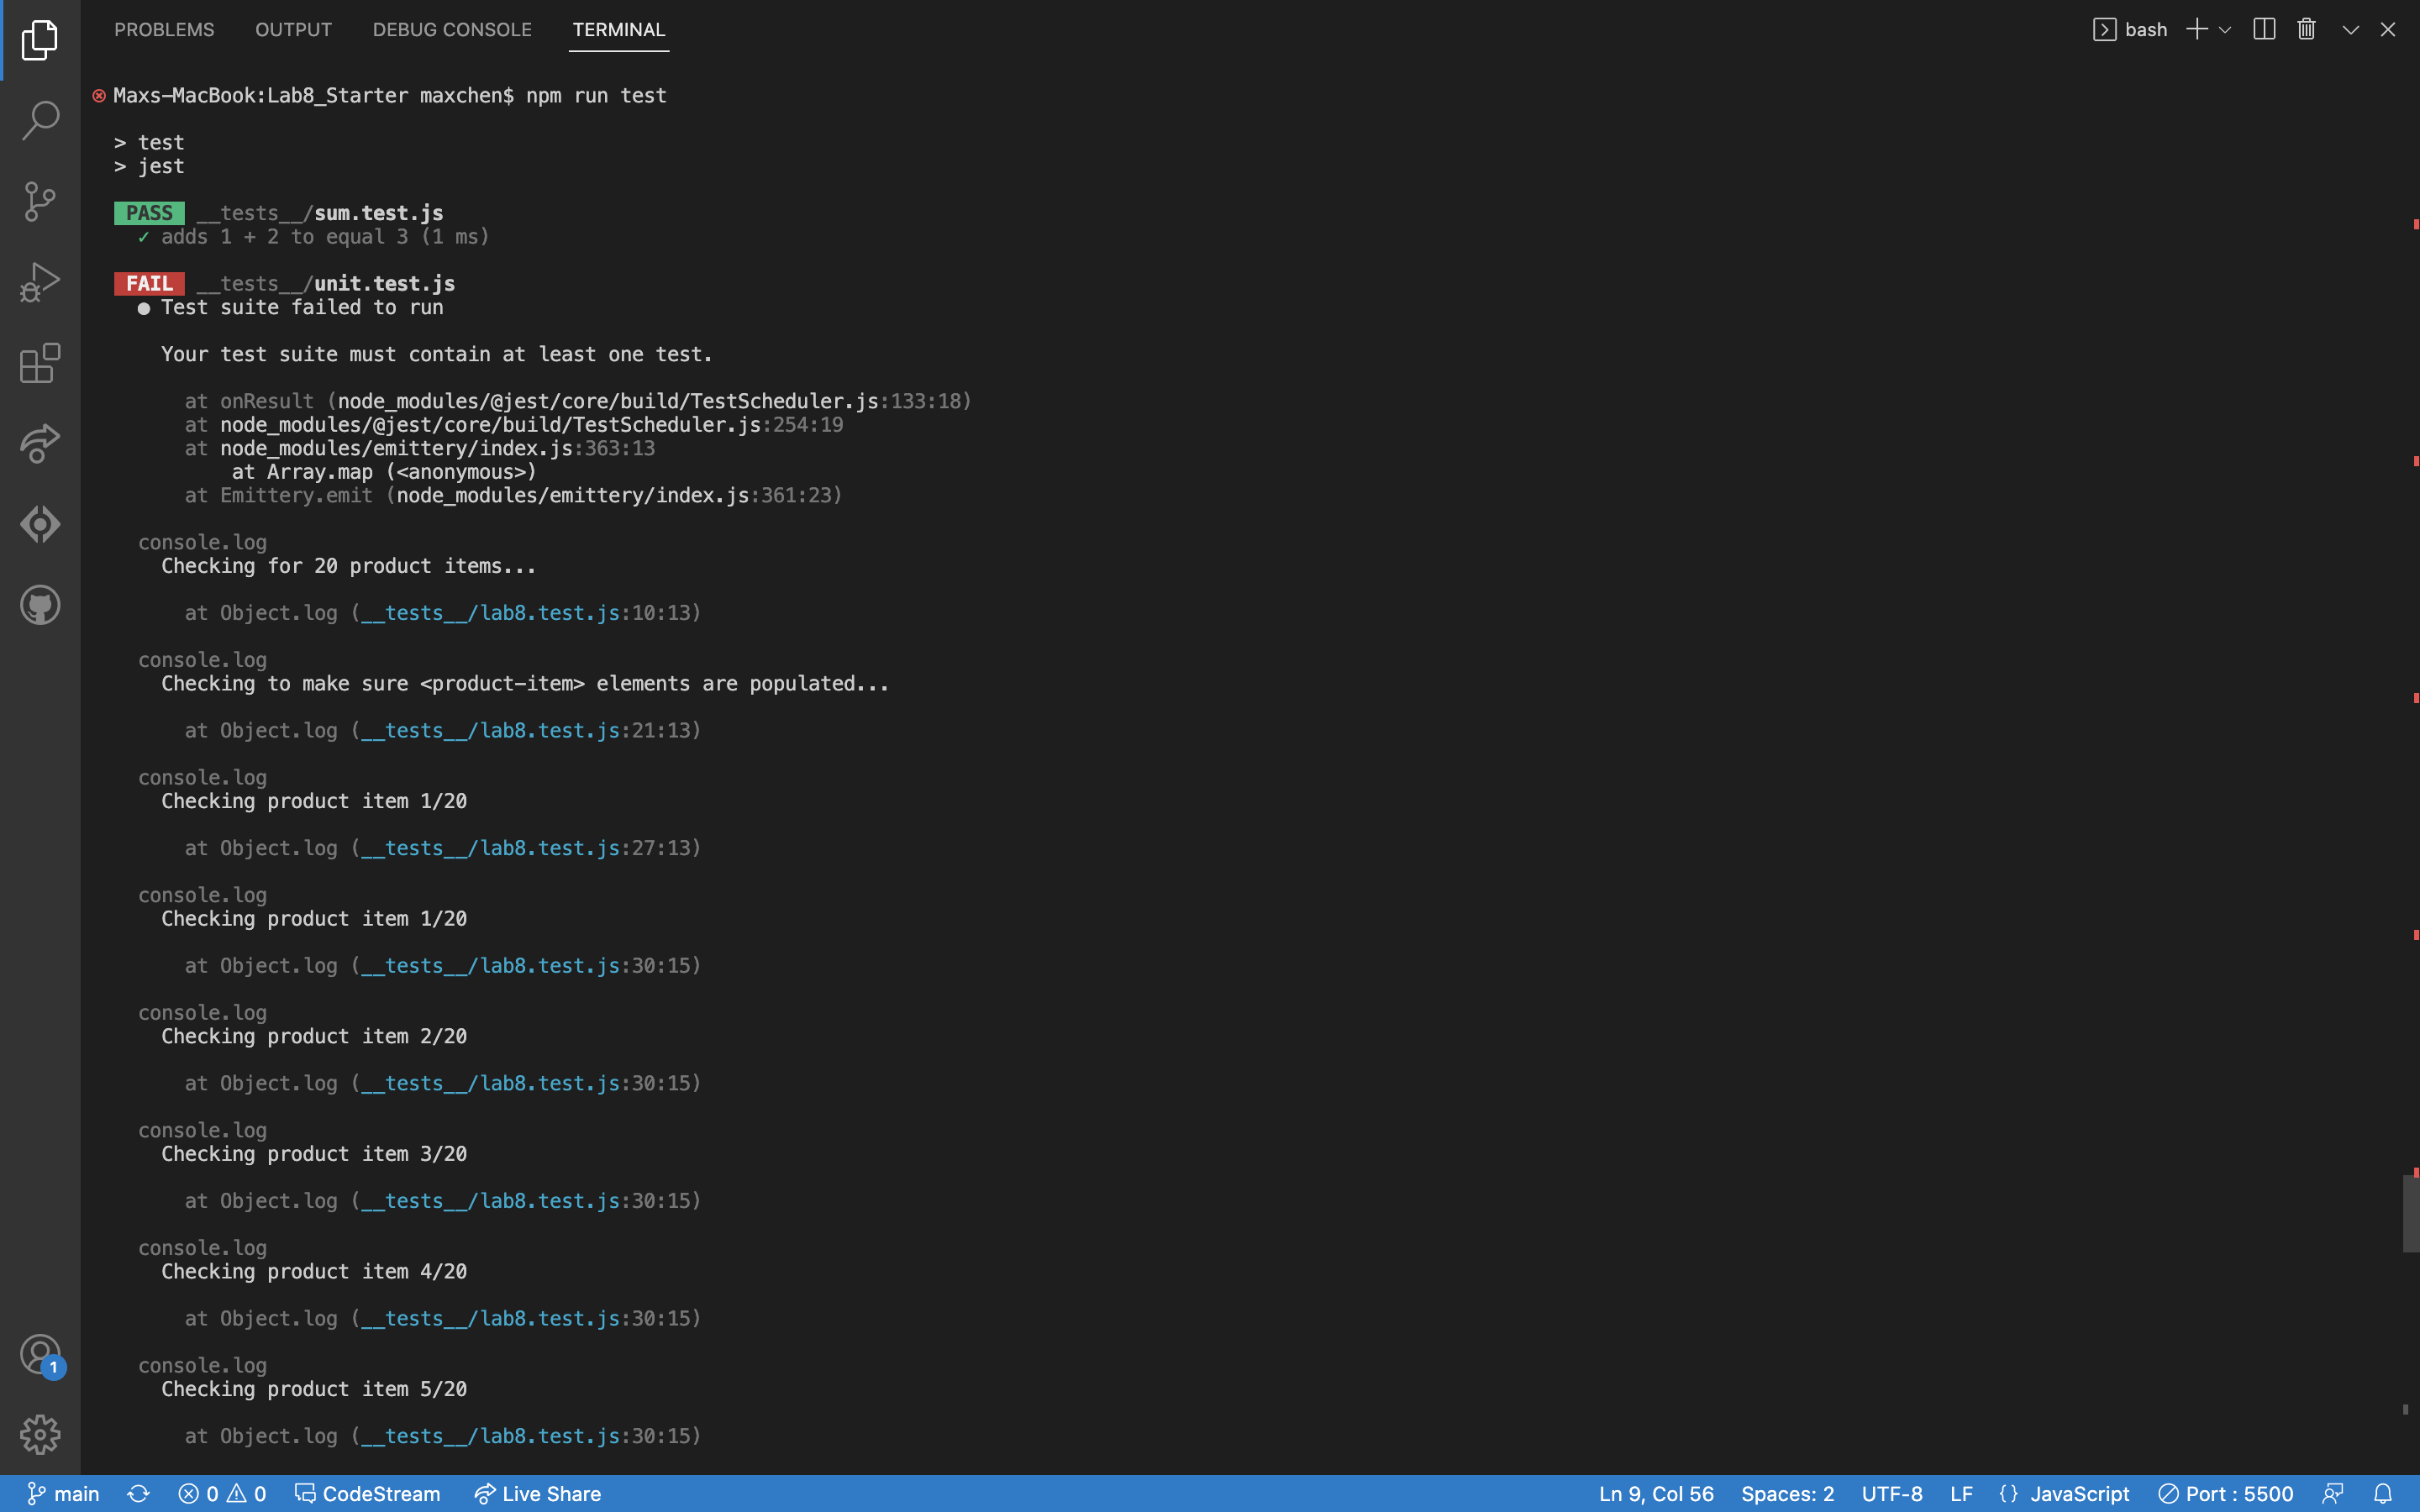 PROBLEMS OUTPUT DEBUG CONSOLE TERMINAL bash
Maxs-MacBook:Lab8_Starter maxchen$ npm run test
> test
> jest
PASS __tests__/sum.test.js
✓ adds 1 + 2 to equal 3 (1 ms)
FAIL __tests__/unit.test.js
● Test suite failed to run
Your test suite must contain at least one test.
at onResult (node_modules/@jest/core/build/TestScheduler.js:133:18)
at node_modules/@jest/core/build/TestScheduler.js:254:19
at node_modules/emittery/index.js:363:13
at Array.map (<anonymous>)
at Emittery.emit (node_modules/emittery/index.js:361:23)
console.log
Checking for 20 product items...
at Object.log (__tests__/lab8.test.js:10:13)
console.log
Checking to make sure <product-item> elements are populated...
at Object.log (__tests__/lab8.test.js:21:13)
console.log
Checking product item 1/20
at Object.log (__tests__/lab8.test.js:27:13)
console.log
Checking product item 1/20
at Object.log (__tests__/lab8.test.js:30:15)
console.log
Checking product item 2/20
at Object.log (__tests__/lab8.test.js:30:15)
console.log
Checking product item 3/20
at Object.log (__tests__/lab8.test.js:30:15)
console.log
Checking product item 4/20
at Object.log (__tests__/lab8.test.js:30:15)
console.log
Checking product item 5/20
at Object.log (__tests__/lab8.test.js:30:15)
1
main 0 0 CodeStream Live Share Ln 9, Col 56 Spaces: 2 UTF-8 LF {} JavaScript Port : 5500